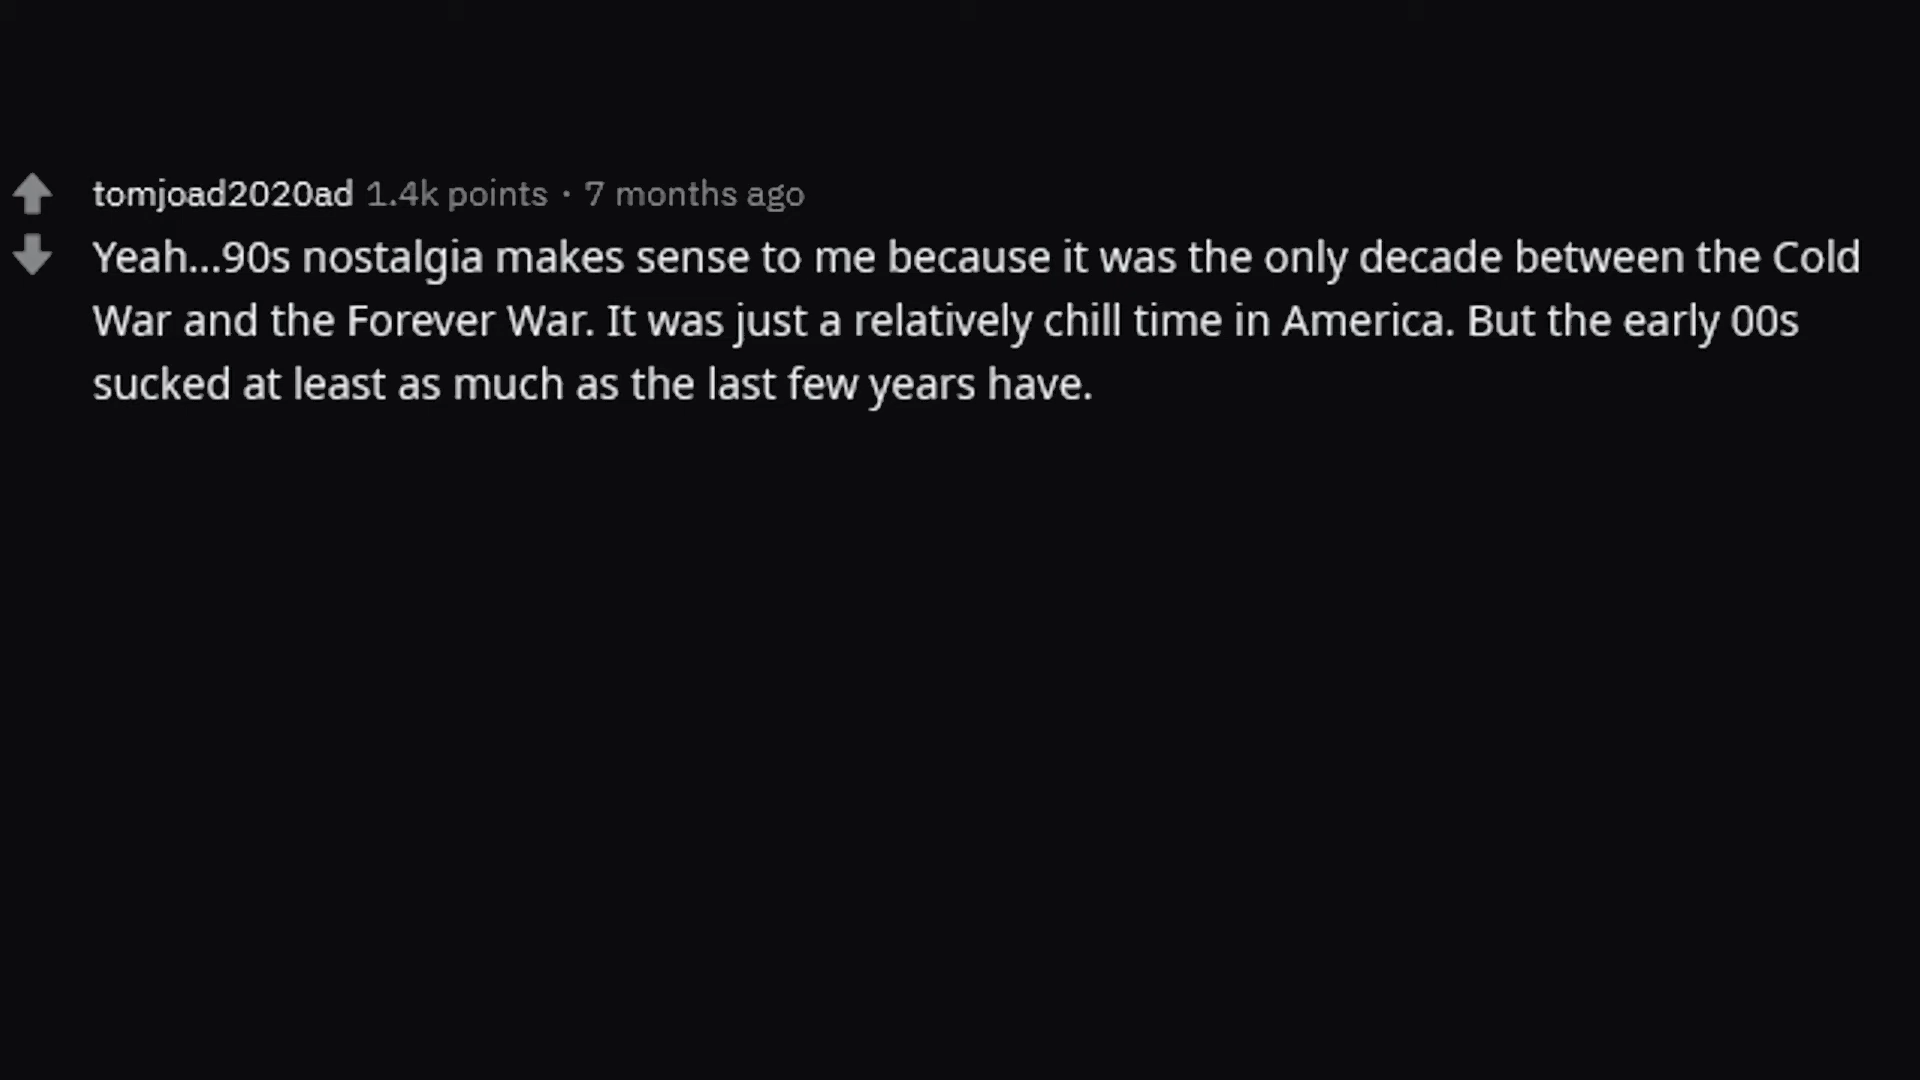 tomjoad2020ad 1.4k points · 7 months ago
Yeah...90s nostalgia makes sense to me because it was the only decade between the Cold
War and the Forever War. It was just a relatively chill time in America. But the early 00s
sucked at least as much as the last few years have.